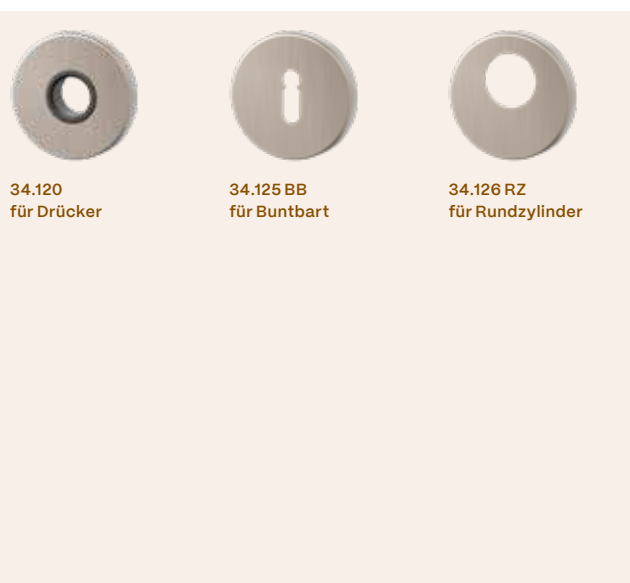 34.120
für Drücker
34.125 BB
für Buntbart
34.126 RZ
für Rundzylinder